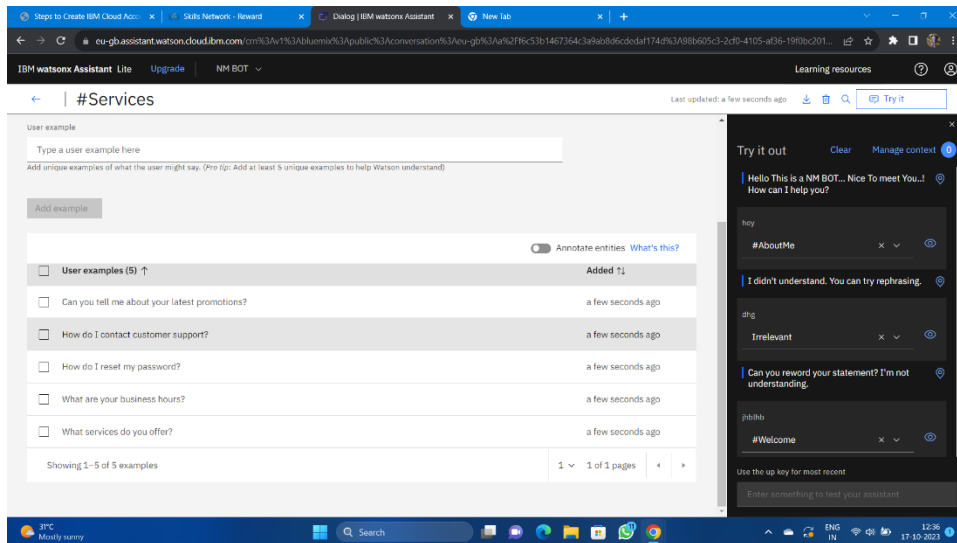 Steps to Create IBM Cloud Acco
Skills Network - Reward
Dialog | IBM watsonx Assistant
New Tab
IBM watsonx Assistant Lite
Upgrade
NM BOT
Learning resources
#Services
Last updated: a few seconds ago
Try it
User example
Type a user example here
Add unique examples of what the user might say. (Pro tip: Add at least 5 unique examples to help Watson understand)
Add example
Annotate entities What's this?
User examples (5) ↑ Added ↑↓
Can you tell me about your latest promotions? a few seconds ago
How do I contact customer support? a few seconds ago
How do I reset my password? a few seconds ago
What are your business hours? a few seconds ago
What services do you offer? a few seconds ago
Showing 1–5 of 5 examples 1 1 of 1 pages
Try it out Clear Manage context 0
Hello This is a NM BOT... Nice To meet You..!
How can I help you?
hoy
#AboutMe
I didn't understand. You can try rephrasing.
dhg
Irrelevant
Can you reword your statement? I'm not
understanding.
jhblhb
#Welcome
Use the up key for most recent
Enter something to test your assistant
31°C
Mostly sunny
Search
ENG
IN
12:36
17-10-2023